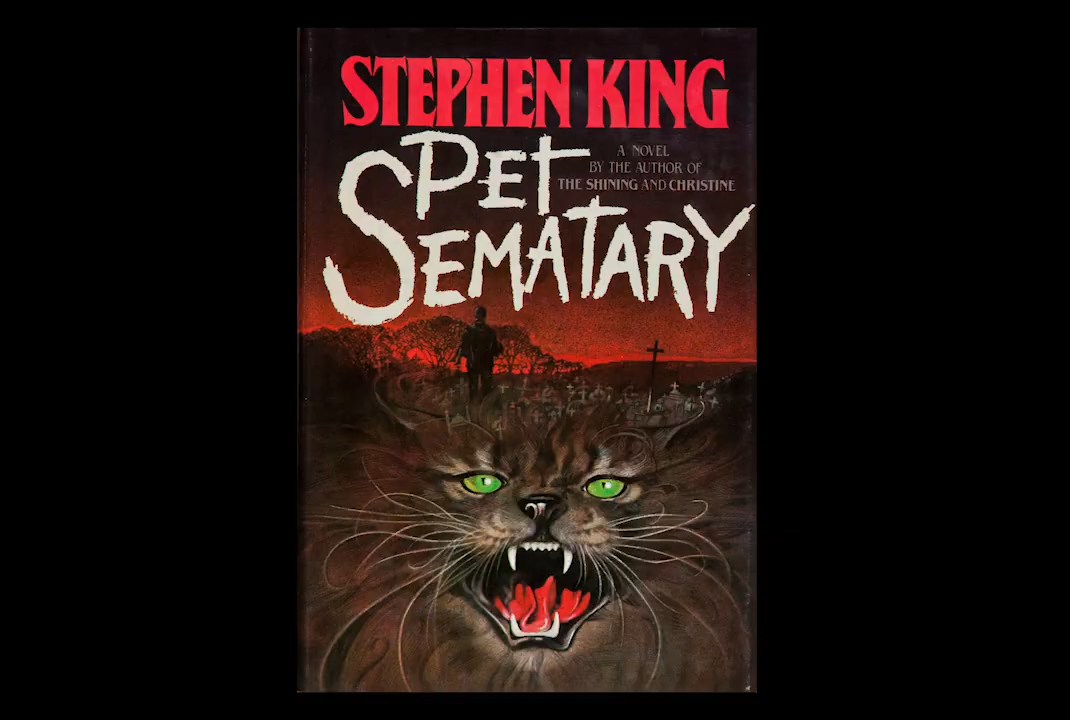 STEPHEN KING
PET
SEMATARY
A NOVEL
BY THE AUTHOR OF
THE SHINING AND CHRISTINE